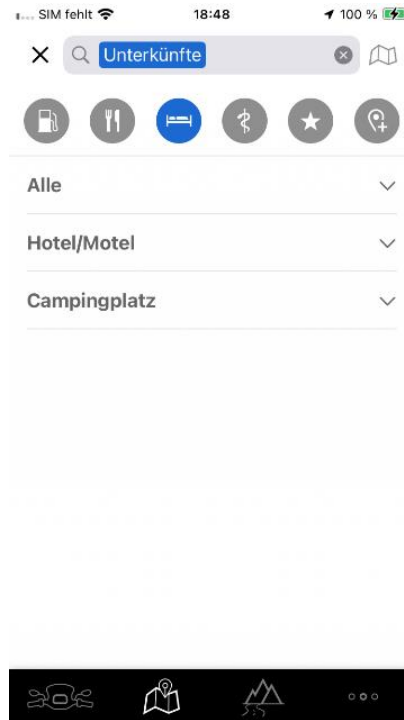 SIM fehlt 18:48 100 %
Unterkünfte
Alle
Hotel/Motel
Campingplatz